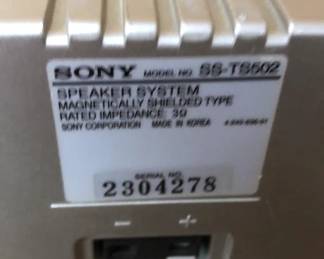 SONY MODEL NO. SS-TS502
SPEAKER SYSTEM
MAGNETICALLY SHIELDED TYPE
RATED IMPEDANCE: 3Ω
SONY CORPORATION MADE IN KOREA
SERIAL NO.
2304278
− +